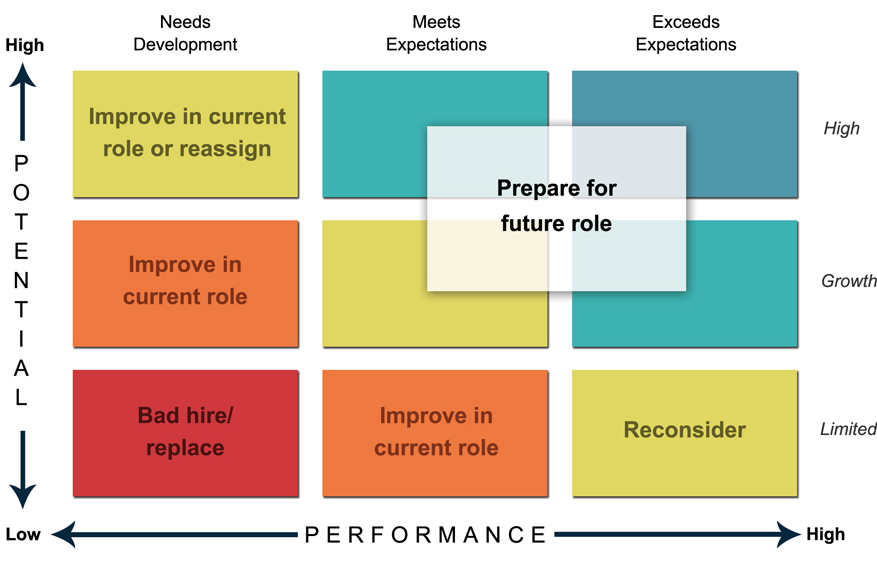 Needs
Development
Meets
Expectations
Exceeds
Expectations
High
Improve in current
role or reassign
High
Prepare for
future role
POTENTIAL
Improve in
current role
Growth
Bad hire/
replace
Improve in
current role
Reconsider
Limited
Low
PERFORMANCE
High